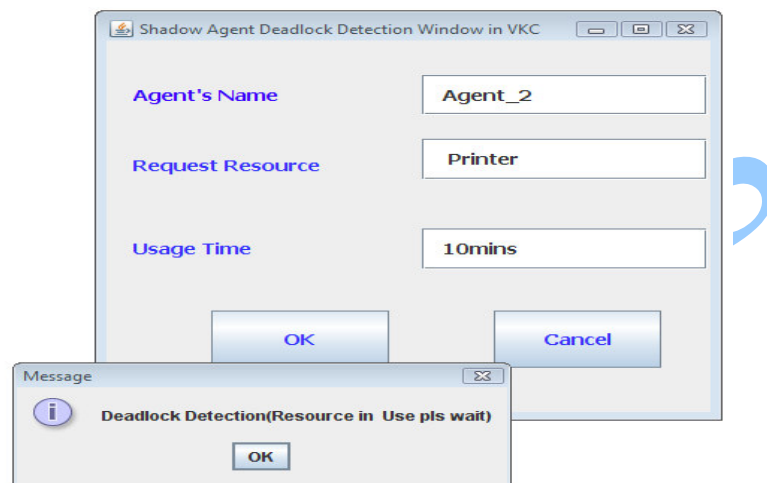 Shadow Agent Deadlock Detection Window in VKC
Agent's Name
Agent_2
Request Resource
Printer
Usage Time
10mins
OK
Cancel
Message
Deadlock Detection(Resource in Use pls wait)
OK